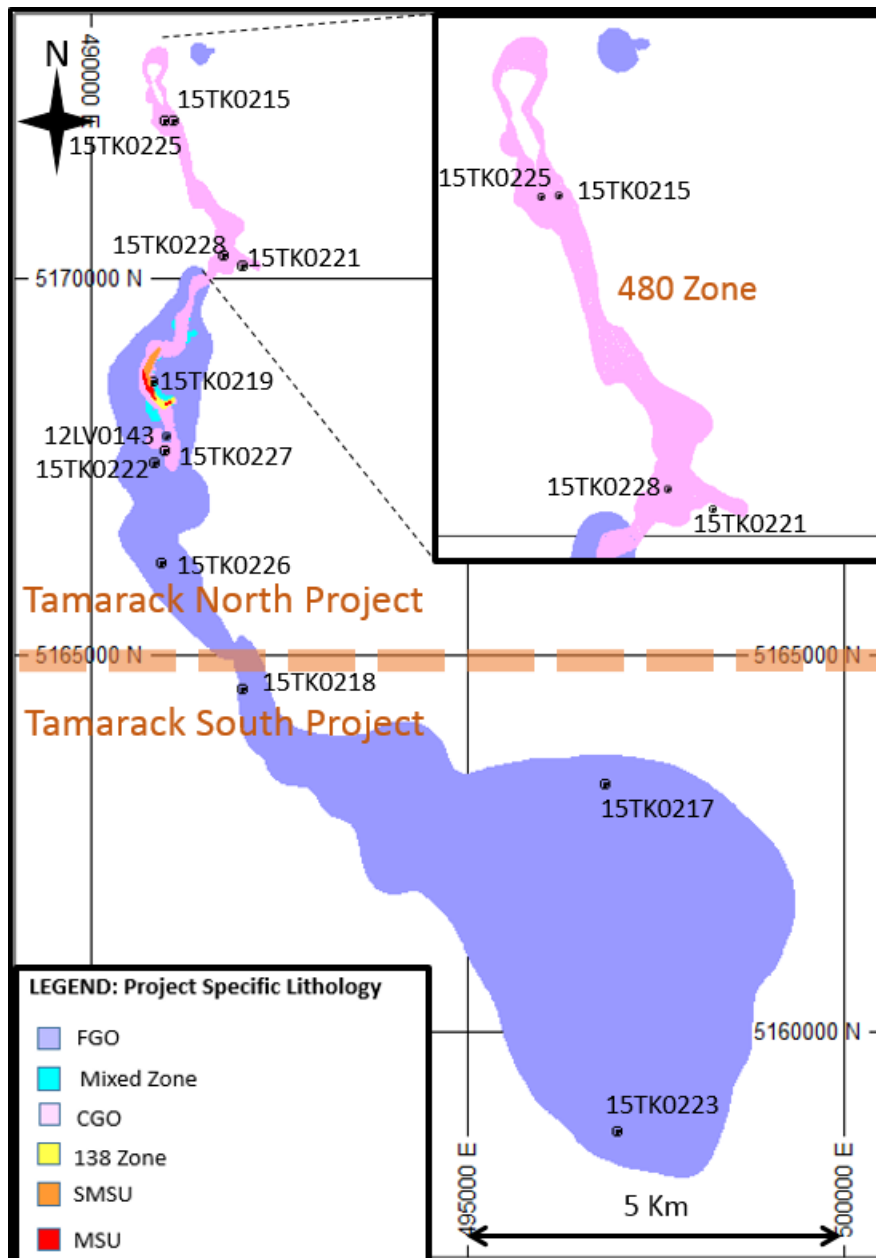 490000 E
N
15TK0215
15TK0225
15TK0228
15TK0221
5170000 N
15TK0219
12LV0143
15TK0227
15TK0222
15TK0226
Tamarack North Project
15TK0225
15TK0215
480 Zone
15TK0228
15TK0221
5165000 N
5165000 N
15TK0218
Tamarack South Project
15TK0217
5160000 N
15TK0223
495000 E
5 Km
500000 E
LEGEND: Project Specific Lithology
FGO
Mixed Zone
CGO
138 Zone
SMSU
MSU